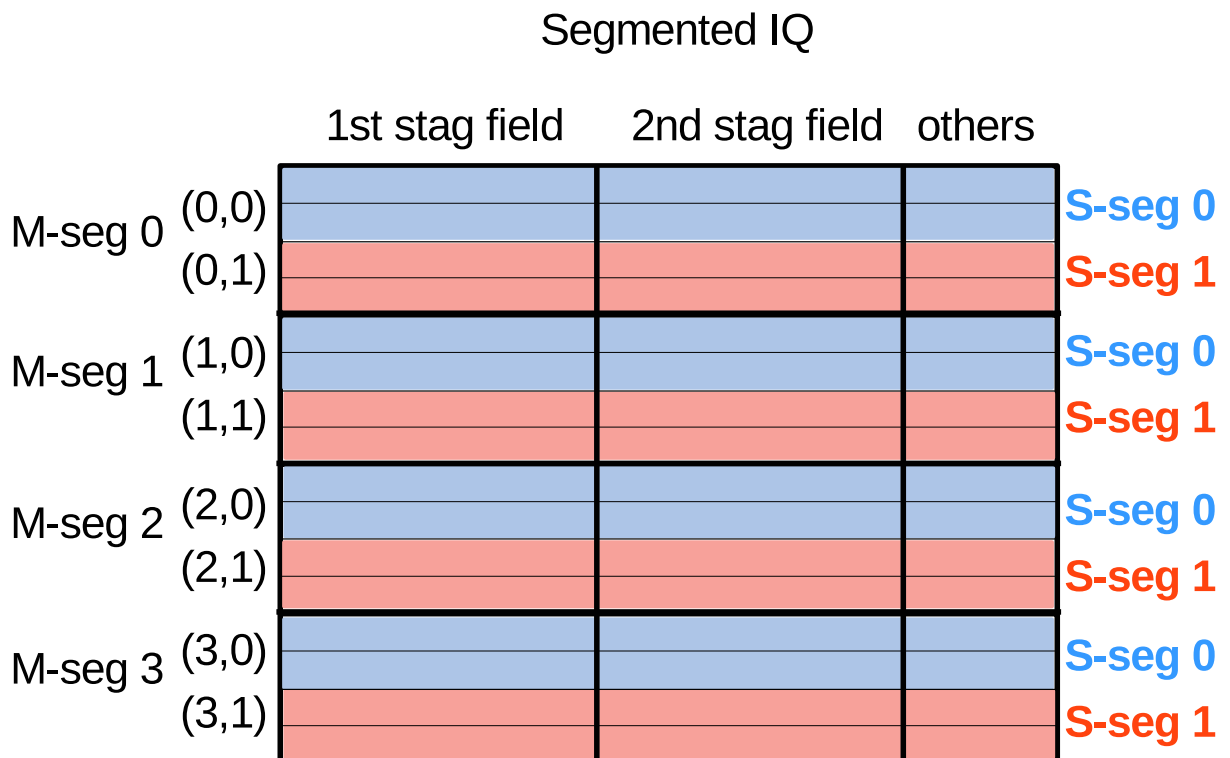 Segmented IQ
1st stag field 2nd stag field others
M-seg 0 (0,0) S-seg 0
(0,1) S-seg 1
M-seg 1 (1,0) S-seg 0
(1,1) S-seg 1
M-seg 2 (2,0) S-seg 0
(2,1) S-seg 1
M-seg 3 (3,0) S-seg 0
(3,1) S-seg 1